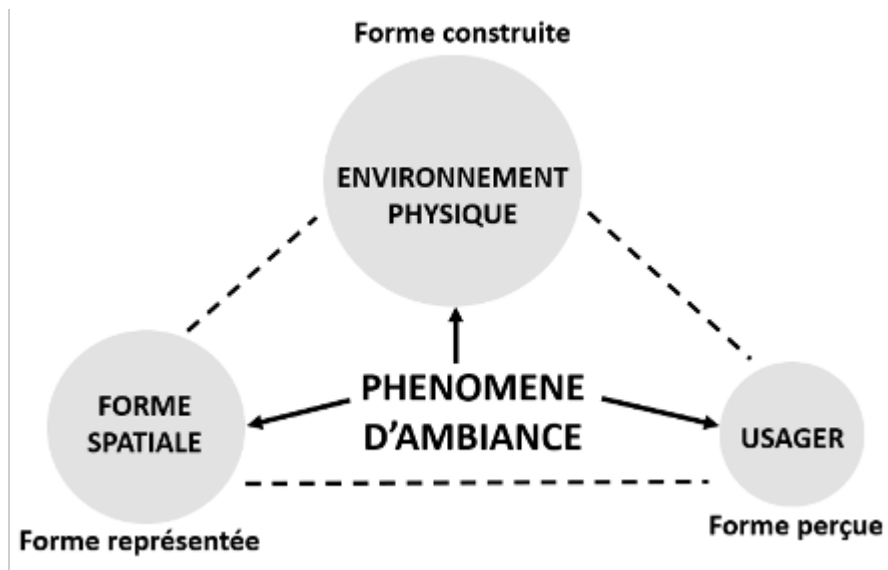 Forme construite
ENVIRONNEMENT
PHYSIQUE
PHENOMENE
D'AMBIANCE
FORME
SPATIALE
USAGER
Forme représentée
Forme perçue